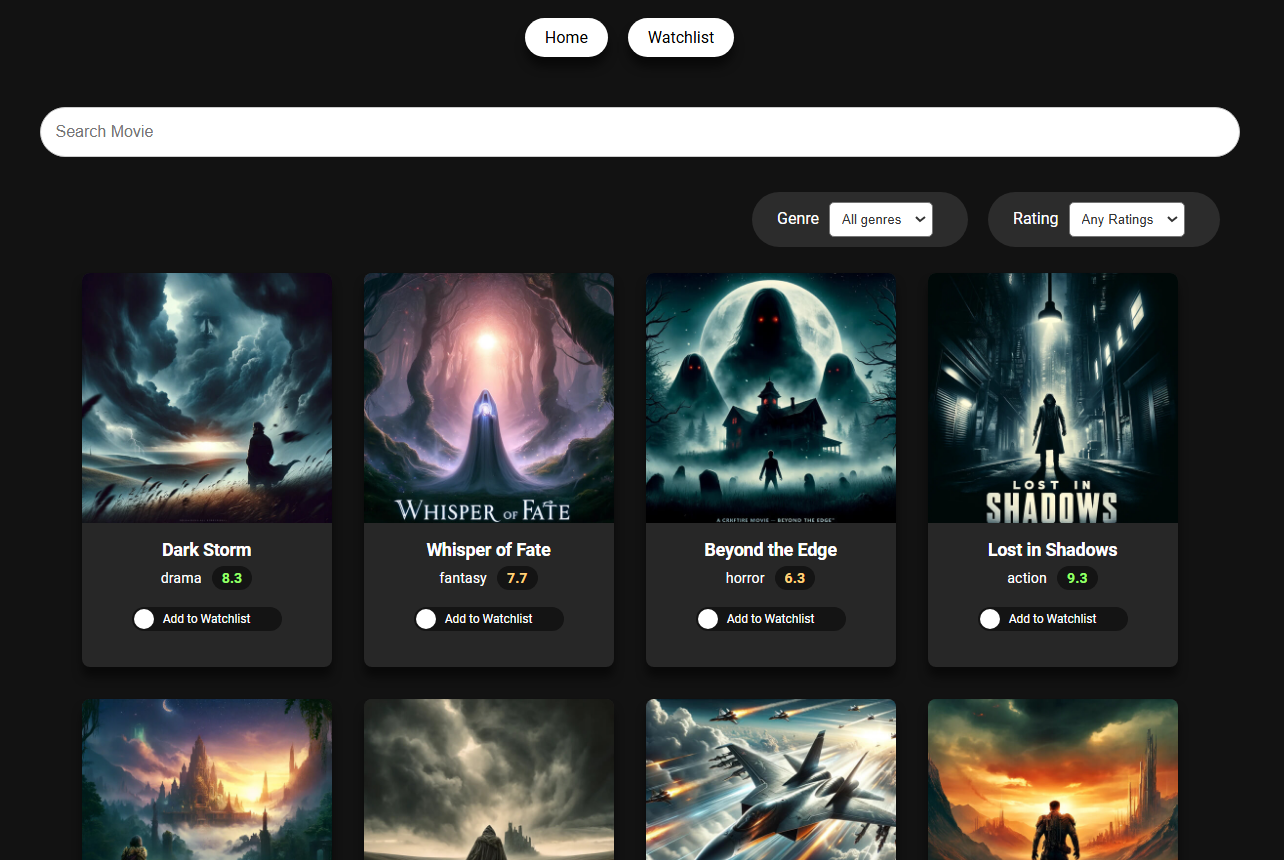 Home Watchlist
Search Movie
Genre All genres Rating Any Ratings
WHISPER OF FATE
BEYOND THE EDGE
LOST IN
SHADOWS
Dark Storm
drama 8.3
Add to Watchlist
Whisper of Fate
fantasy 7.7
Add to Watchlist
Beyond the Edge
horror 6.3
Add to Watchlist
Lost in Shadows
action 9.3
Add to Watchlist